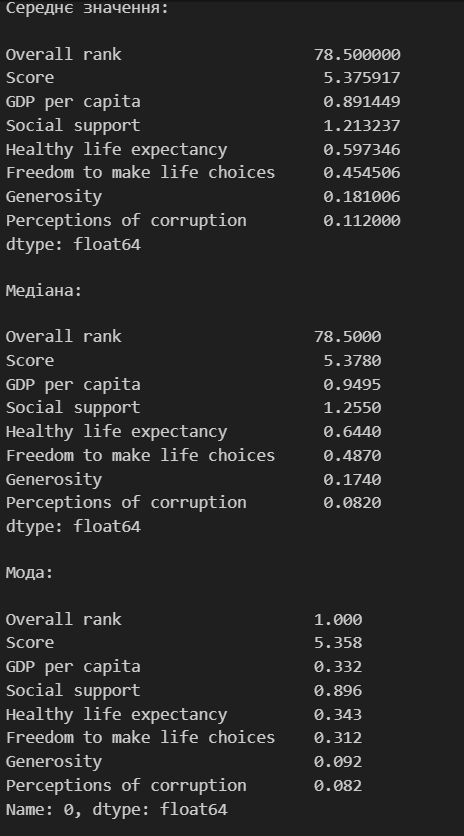 Середнє значення:
Overall rank 78.500000
Score 5.375917
GDP per capita 0.891449
Social support 1.213237
Healthy life expectancy 0.597346
Freedom to make life choices 0.454506
Generosity 0.181006
Perceptions of corruption 0.112000
dtype: float64
Медіана:
Overall rank 78.5000
Score 5.3780
GDP per capita 0.9495
Social support 1.2550
Healthy life expectancy 0.6440
Freedom to make life choices 0.4870
Generosity 0.1740
Perceptions of corruption 0.0820
dtype: float64
Мода:
Overall rank 1.000
Score 5.358
GDP per capita 0.332
Social support 0.896
Healthy life expectancy 0.343
Freedom to make life choices 0.312
Generosity 0.092
Perceptions of corruption 0.082
Name: 0, dtype: float64